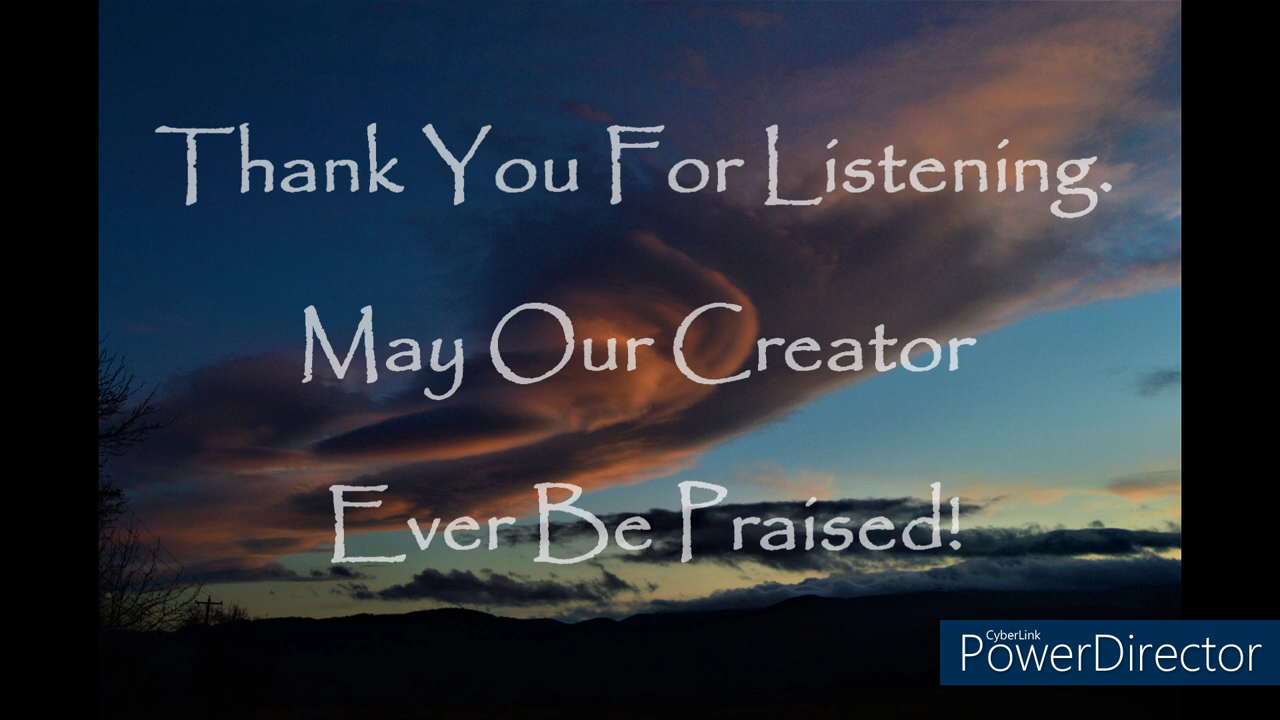 Thank You For Listening.
May Our Creator
Ever Be Praised!
CyberLink
PowerDirector